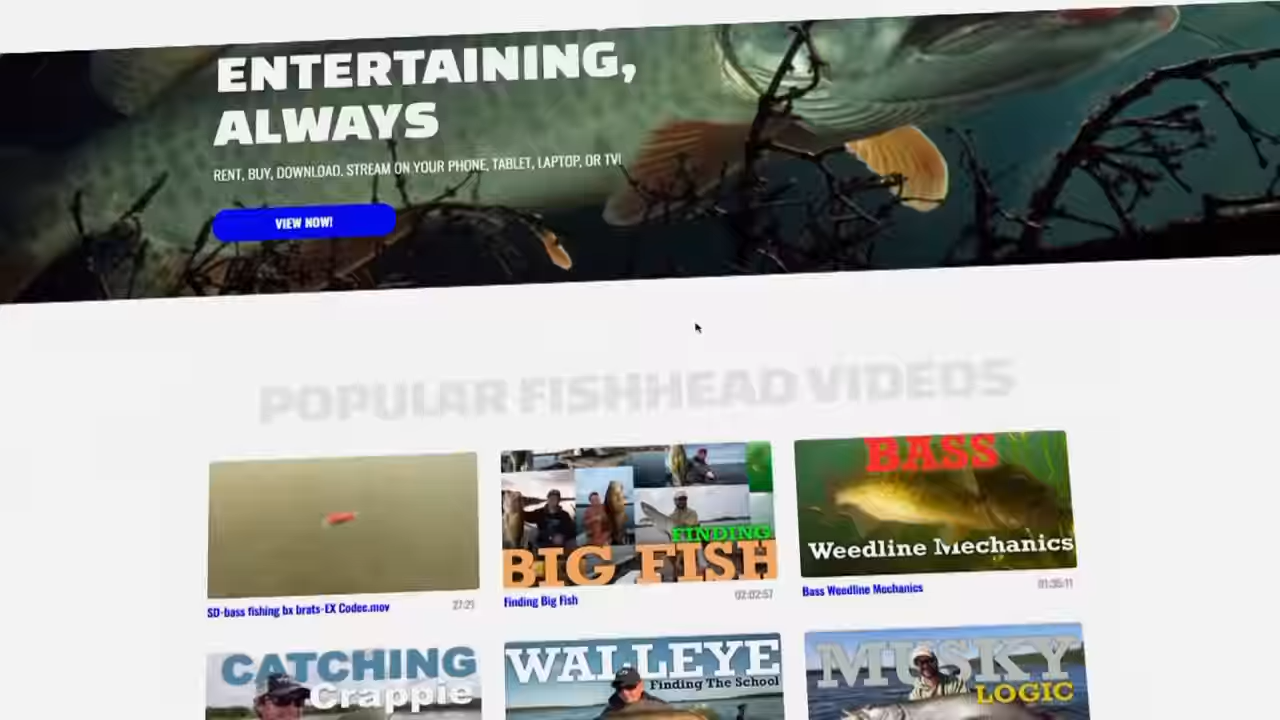 ENTERTAINING,
ALWAYS
RENT, BUY, DOWNLOAD. STREAM ON YOUR PHONE, TABLET, LAPTOP, OR TV!
VIEW NOW!
POPULAR FISHHEAD VIDEOS
SD-bass fishing bx brats-EX Codec.mov
27:21
FINDING
BIG FISH
Finding Big Fish
02:02:57
BASS
Weedline Mechanics
Bass Weedline Mechanics
01:35:11
CATCHING
Crappie
WALLEYE
Finding The School
MUSKY
LOGIC